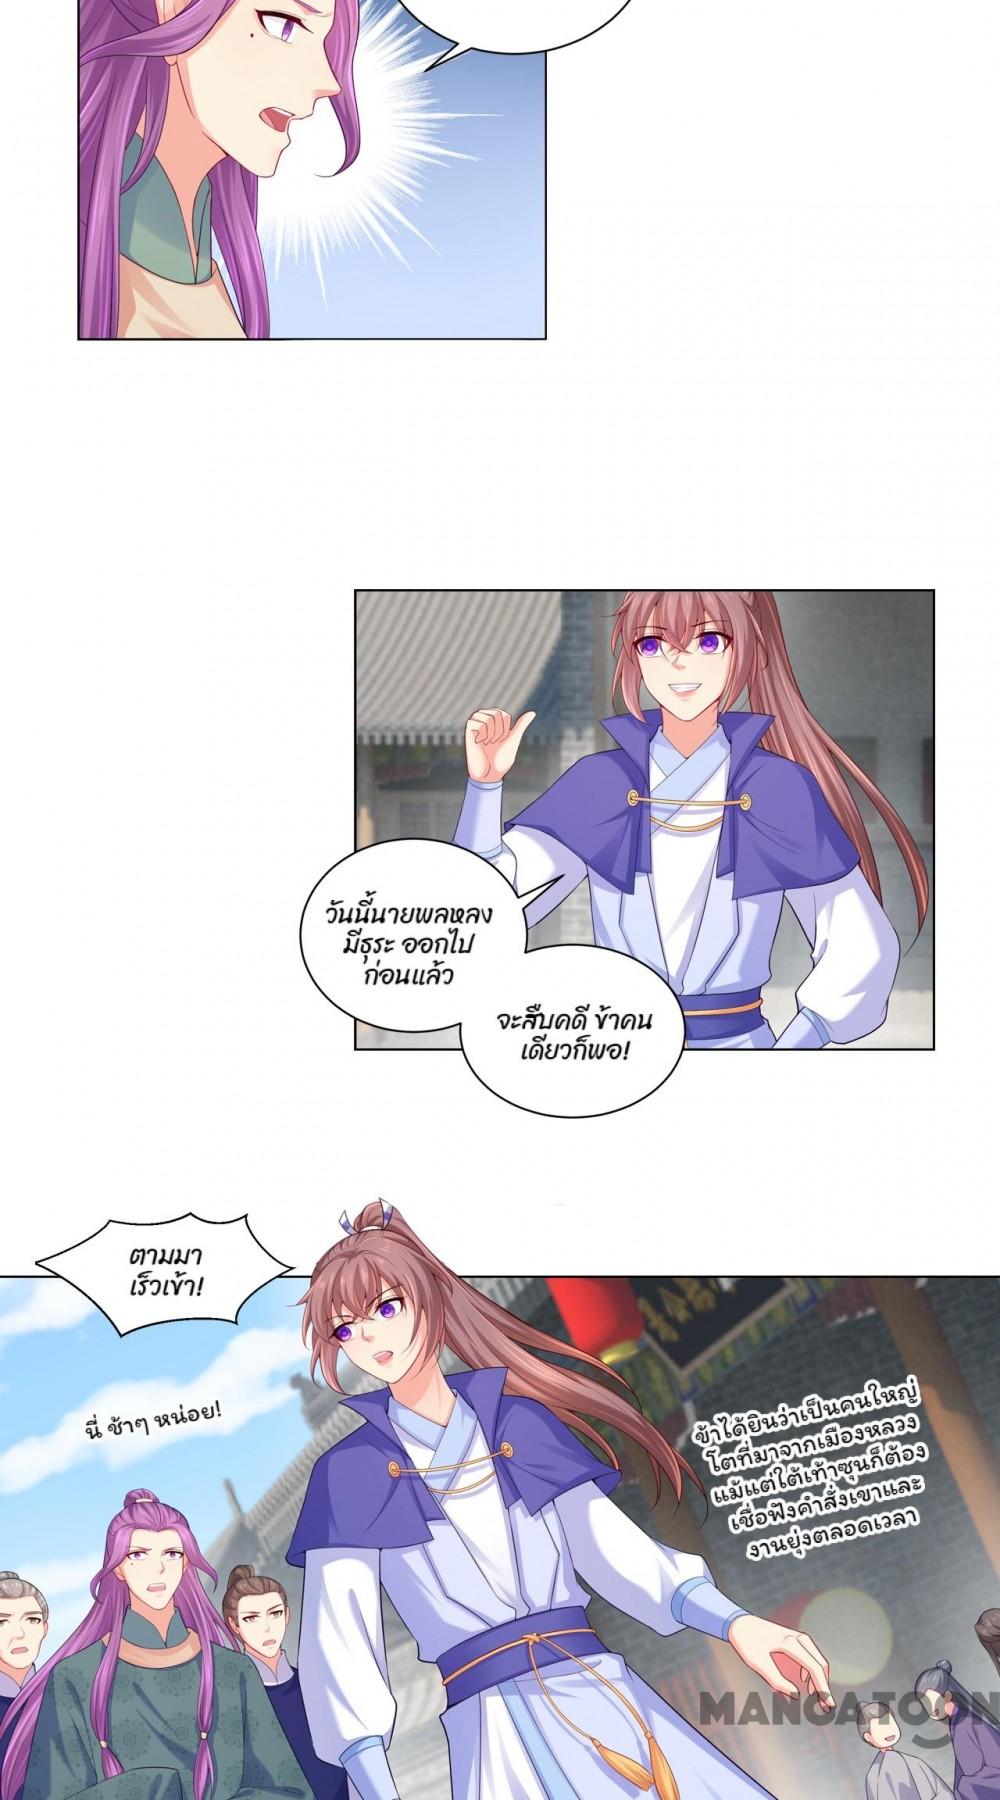 วันนี้นายพลหลง
มีธุระ ออกไป
ก่อนแล้ว
จะสืบคดี ข้าคน
เดียวก็พอ!
ตามมา
เร็วเข้า!
นี่ ช้าๆ หน่อย!
ข้าได้ยินว่าเป็นคนใหญ่
โตที่มาจากเมืองหลวง
แม้แต่ใต้เท้าซุนก็ต้อง
เชื่อฟังคำสั่งเขาและ
งานยุ่งตลอดเวลา
MANGATOON